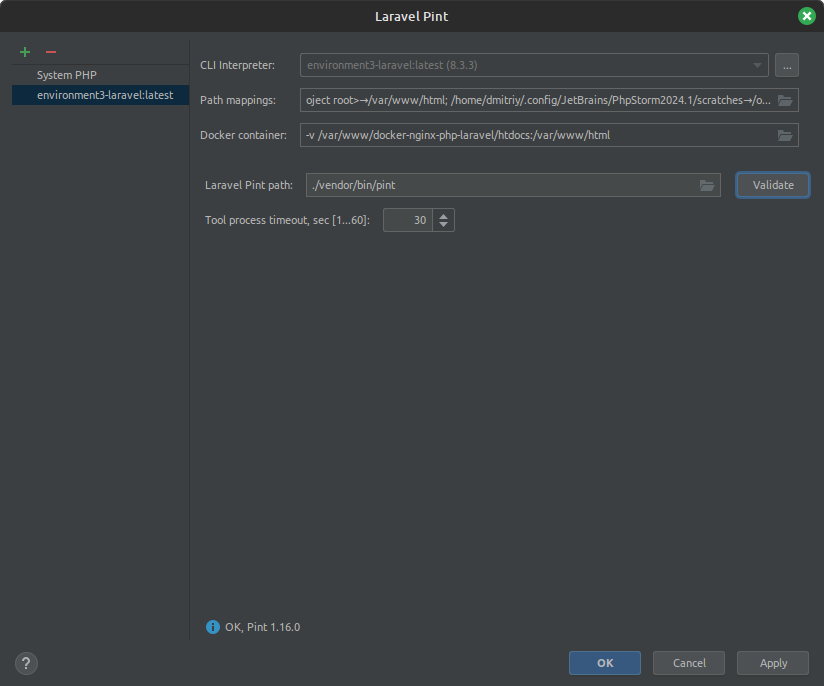 Laravel Pint
System PHP
environment3-laravel:latest
CLI Interpreter: environment3-laravel:latest (8.3.3) ...
Path mappings: oject root>→/var/www/html; /home/dmitriy/.config/JetBrains/PhpStorm2024.1/scratches→/o...
Docker container: -v /var/www/docker-nginx-php-laravel/htdocs:/var/www/html
Laravel Pint path: ./vendor/bin/pint Validate
Tool process timeout, sec [1...60]: 30
OK, Pint 1.16.0
? OK Cancel Apply